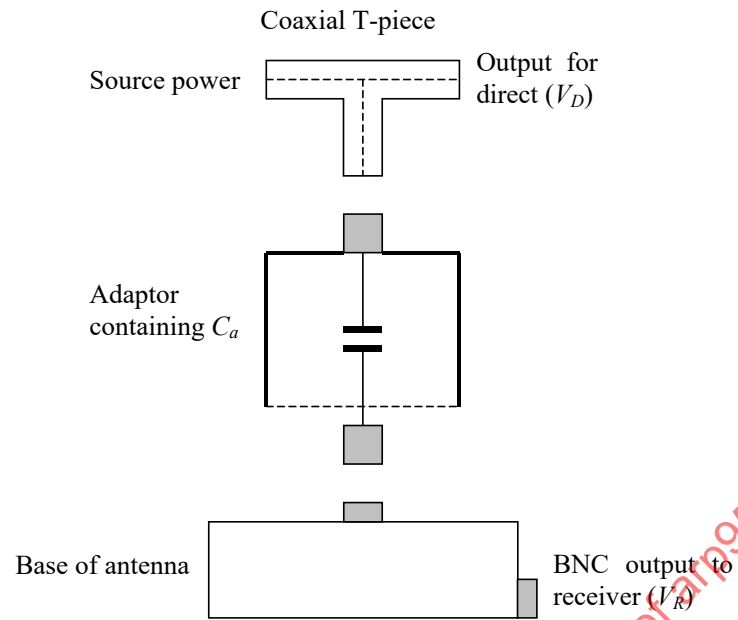 Coaxial T-piece
Source power
Output for
direct (V_D)
Adaptor
containing C_a
Base of antenna
BNC output to
receiver (V_R)